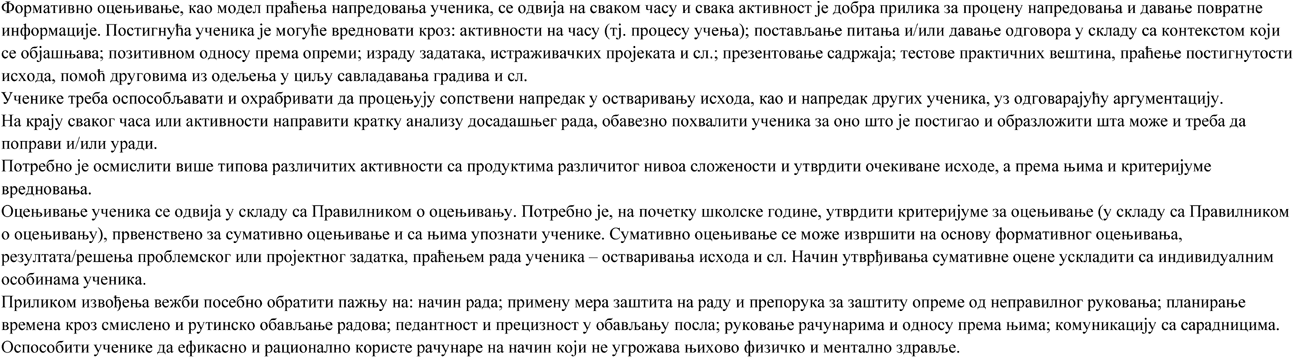 Формативно оцењивање, као модел праћења напредовања ученика, се одвија на сваком часу и свака активност је добра прилика за процену напредовања и давање повратне
информације. Постигнућа ученика је могуће вредновати кроз: активности на часу (тј. процесу учења); постављање питања и/или давање одговора у складу са контекстом који
се објашњава; позитивном односу према опреми; израду задатака, истраживачких пројеката и сл.; презентовање садржаја; тестове практичних вештина, праћење постигнутости
исхода, помоћ друговима из одељења у циљу савладавања градива и сл.
Ученике треба оспособљавати и охрабривати да процењују сопствени напредак у остваривању исхода, као и напредак других ученика, уз одговарајућу аргументацију.
На крају сваког часа или активности направити кратку анализу досадашњег рада, обавезно похвалити ученика за оно што је постигао и образложити шта може и треба да
поправи и/или уради.
Потребно је осмислити више типова различитих активности са продуктима различитог нивоа сложености и утврдити очекиване исходе, а према њима и критеријуме
вредновања.
Оцењивање ученика се одвија у складу са Правилником о оцењивању. Потребно је, на почетку школске године, утврдити критеријуме за оцењивање (у складу са Правилником
о оцењивању), првенствено за сумативно оцењивање и са њима упознати ученике. Сумативно оцењивање се може извршити на основу формативног оцењивања,
резултата/решења проблемског или пројектног задатка, праћењем рада ученика – остваривања исхода и сл. Начин утврђивања сумативне оцене ускладити са индивидуалним
особинама ученика.
Приликом извођења вежби посебно обратити пажњу на: начин рада; примену мера заштита на раду и препорука за заштиту опреме од неправилног руковања; планирање
времена кроз смислено и рутинско обављање радова; педантност и прецизност у обављању посла; руковање рачунарима и односу према њима; комуникацију са сарадницима.
Оспособити ученике да ефикасно и рационално користе рачунаре на начин који не угрожава њихово физичко и ментално здравље.